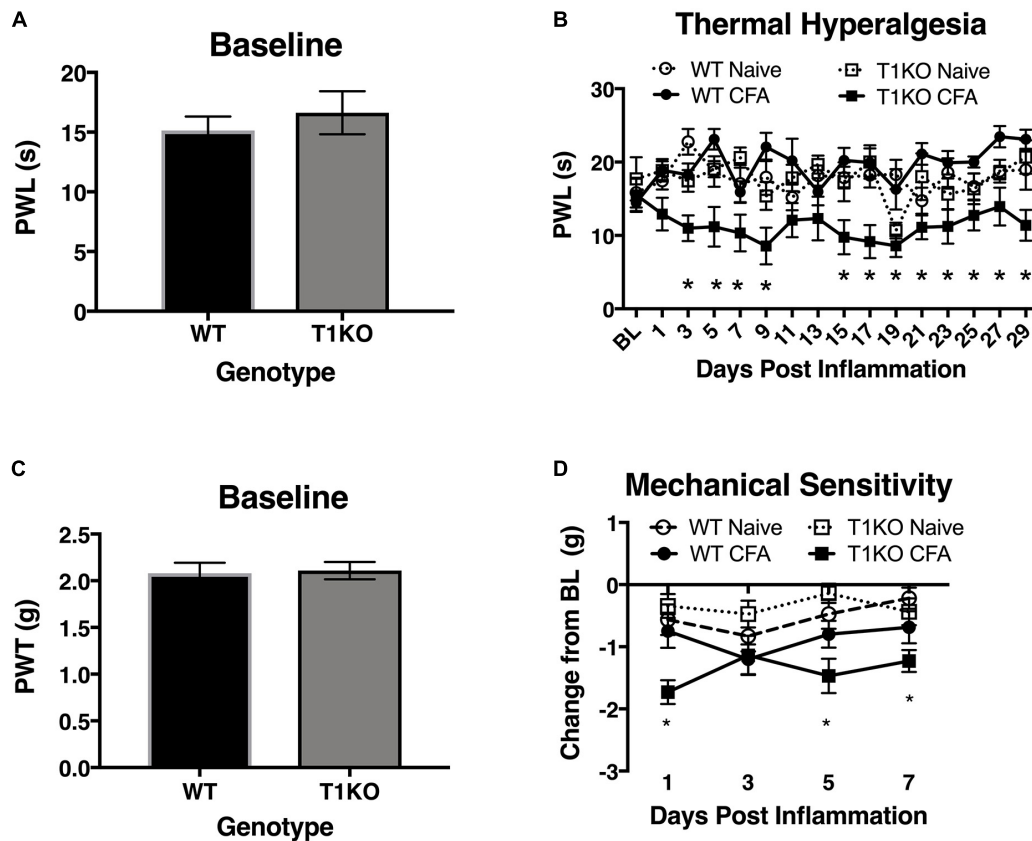 A
Baseline
PWL (s)
20
15
10
5
0
WT
T1KO
Genotype
B
Thermal Hyperalgesia
WT Naive
T1KO Naive
WT CFA
T1KO CFA
PWL (s)
30
20
10
0
* * * * * * * * * * * *
BL 1 3 5 7 9 11 13 15 17 19 21 23 25 27 29
Days Post Inflammation
C
Baseline
PWT (g)
2.5
2.0
1.5
1.0
0.5
0.0
WT
T1KO
Genotype
D
Mechanical Sensitivity
WT Naive
T1KO Naive
WT CFA
T1KO CFA
Change from BL (g)
1
0
-1
-2
-3
* * *
1 3 5 7
Days Post Inflammation